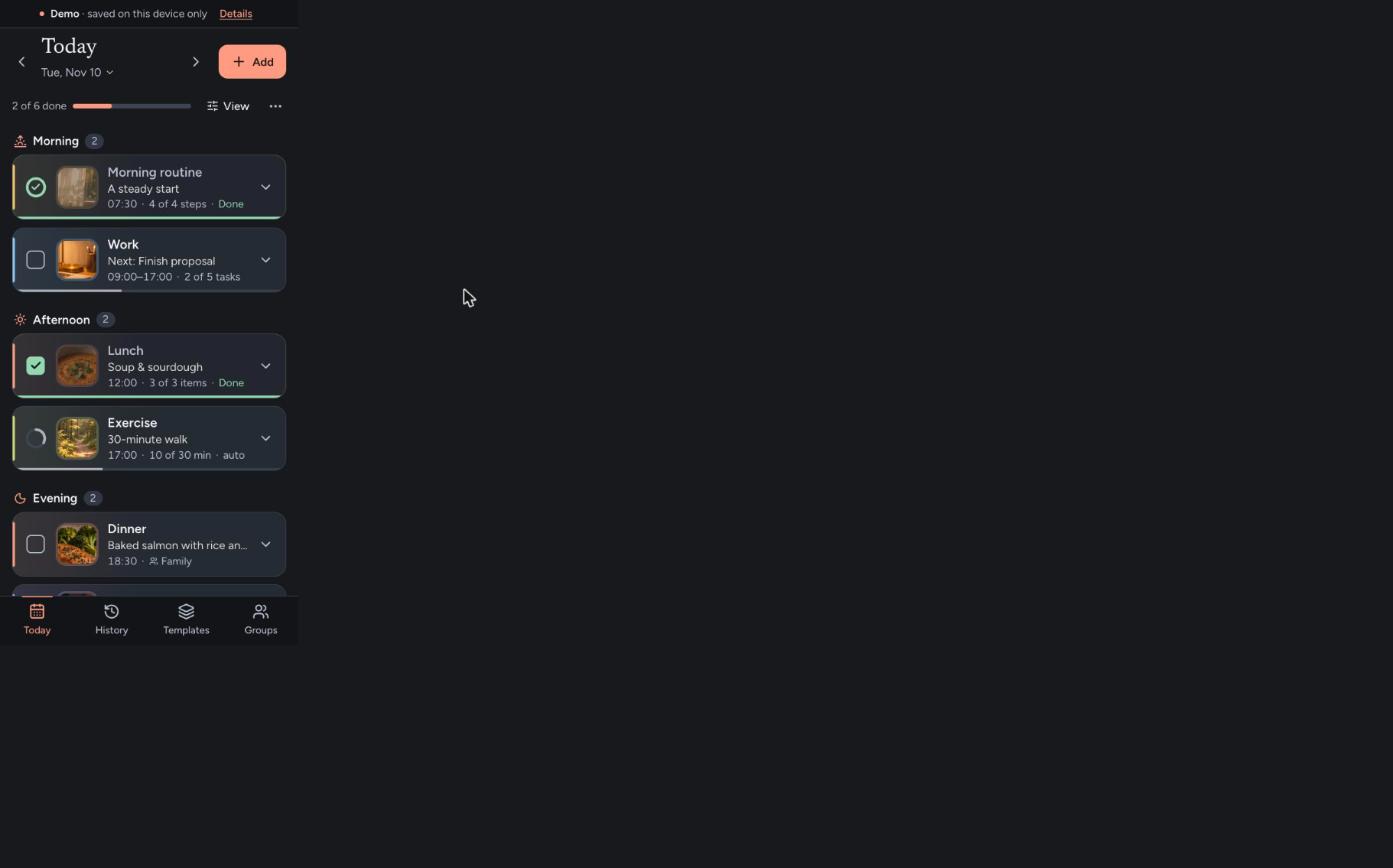 Demo · saved on this device only Details
Today
Tue, Nov 10
Add
2 of 6 done
View
Morning 2
Morning routine
A steady start
07:30 · 4 of 4 steps · Done
Work
Next: Finish proposal
09:00–17:00 · 2 of 5 tasks
Afternoon 2
Lunch
Soup & sourdough
12:00 · 3 of 3 items · Done
Exercise
30-minute walk
17:00 · 10 of 30 min · auto
Evening 2
Dinner
Baked salmon with rice an...
18:30 · Family
Today History Templates Groups